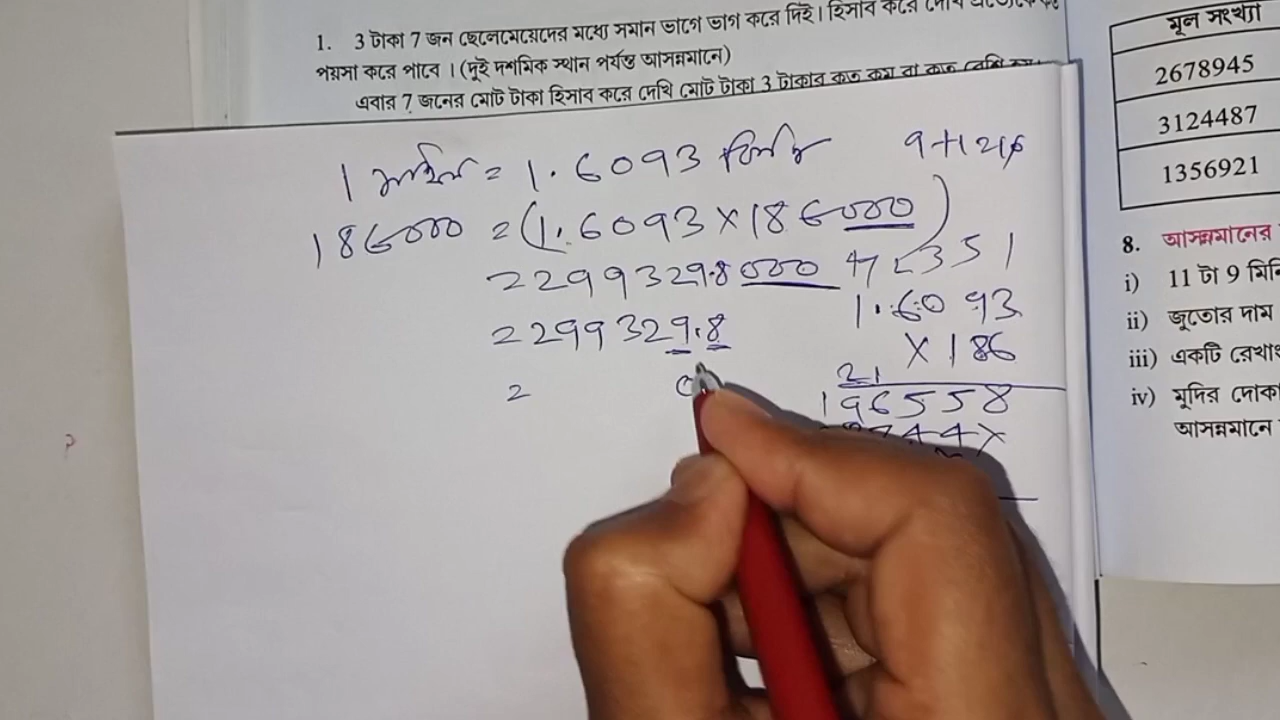 1. 3 টাকা 7 জন ছেলেমেয়েদের মধ্যে সমান ভাগে ভাগ করে দিই। হিসাব করে দেখি
পয়সা করে পাবে। (দুই দশমিক স্থান পর্যন্ত আসন্নমানে)
এবার 7 জনের মোট টাকা হিসাব করে দেখি মোট টাকা 3 টাকার কত কম বা কত বেশি
1 মাইল = 1.6093 কিমি
186000 = (1.6093 × 186000)
= 299329.8000
= 299329.8
=
1.6093
× 186
21
196558
মূল সংখ্যা
2678945
3124487
1356921
8. আসন্নমানের
i) 11 টা 9 মিনি
ii) জুতোর দাম
iii) একটি রেখাং
iv) মুদির দোকা
আসন্নমানে